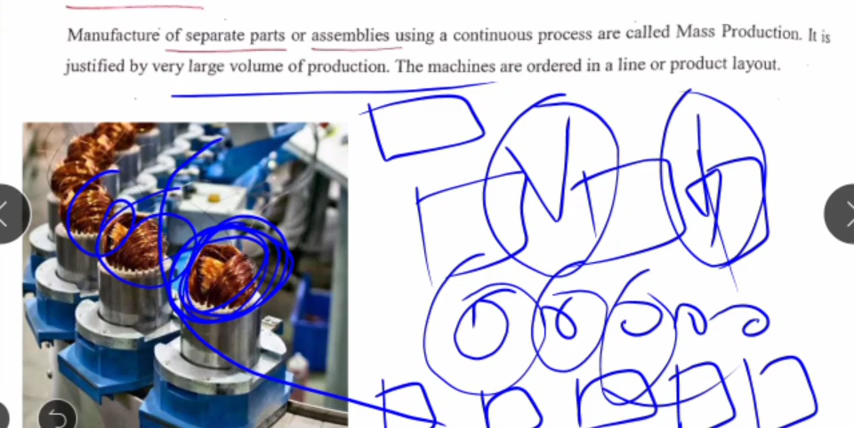 Manufacture of separate parts or assemblies using a continuous process are called Mass Production. It is
justified by very large volume of production. The machines are ordered in a line or product layout.